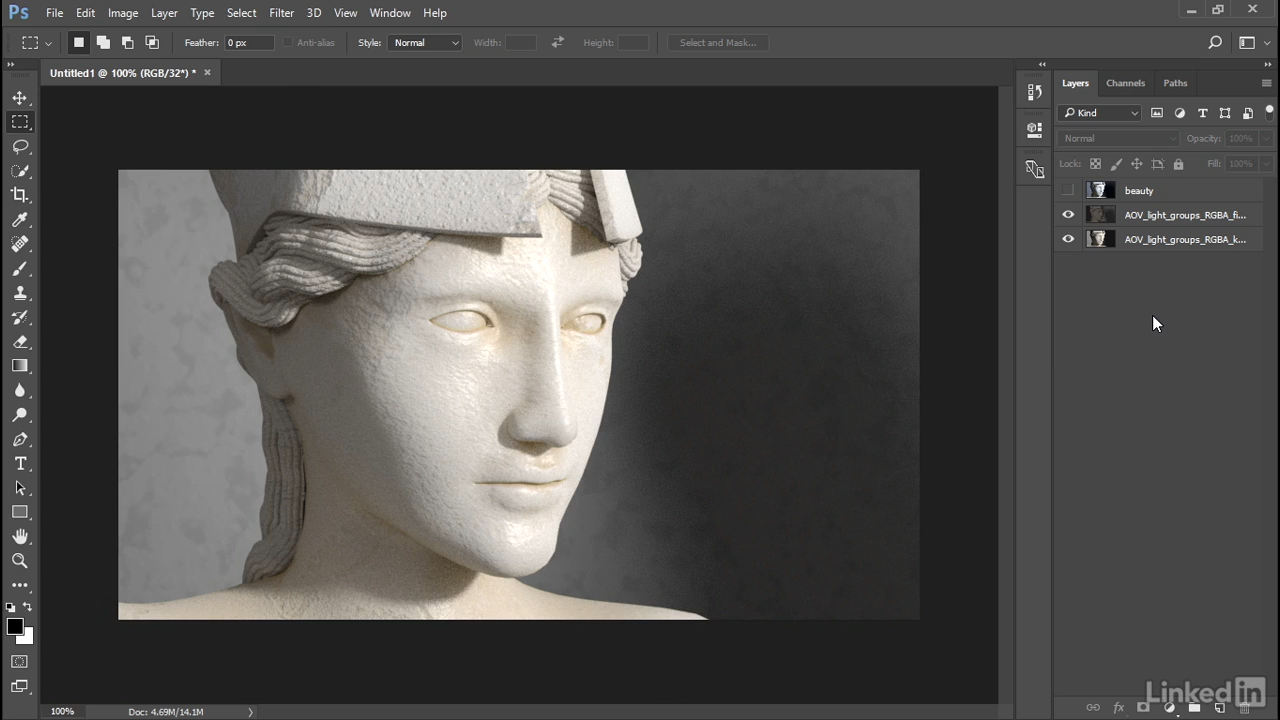 Ps File Edit Image Layer Type Select Filter 3D View Window Help
Feather: 0 px Anti-alias Style: Normal Width: Height: Select and Mask...
Untitled1 @ 100% (RGB/32*) *
Layers Channels Paths
Kind
Normal Opacity: 100%
Lock: Fill: 100%
beauty
AOV_light_groups_RGBA_fi...
AOV_light_groups_RGBA_k...
100% Doc: 4.69M/14.1M
fx
Linked in